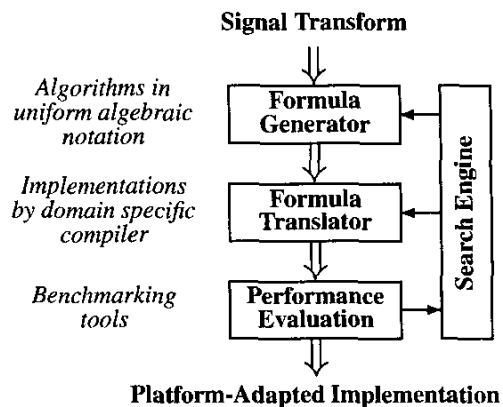 Signal Transform
Algorithms in
uniform algebraic
notation
Formula
Generator
Implementations
by domain specific
compiler
Formula
Translator
Search Engine
Benchmarking
tools
Performance
Evaluation
Platform-Adapted Implementation